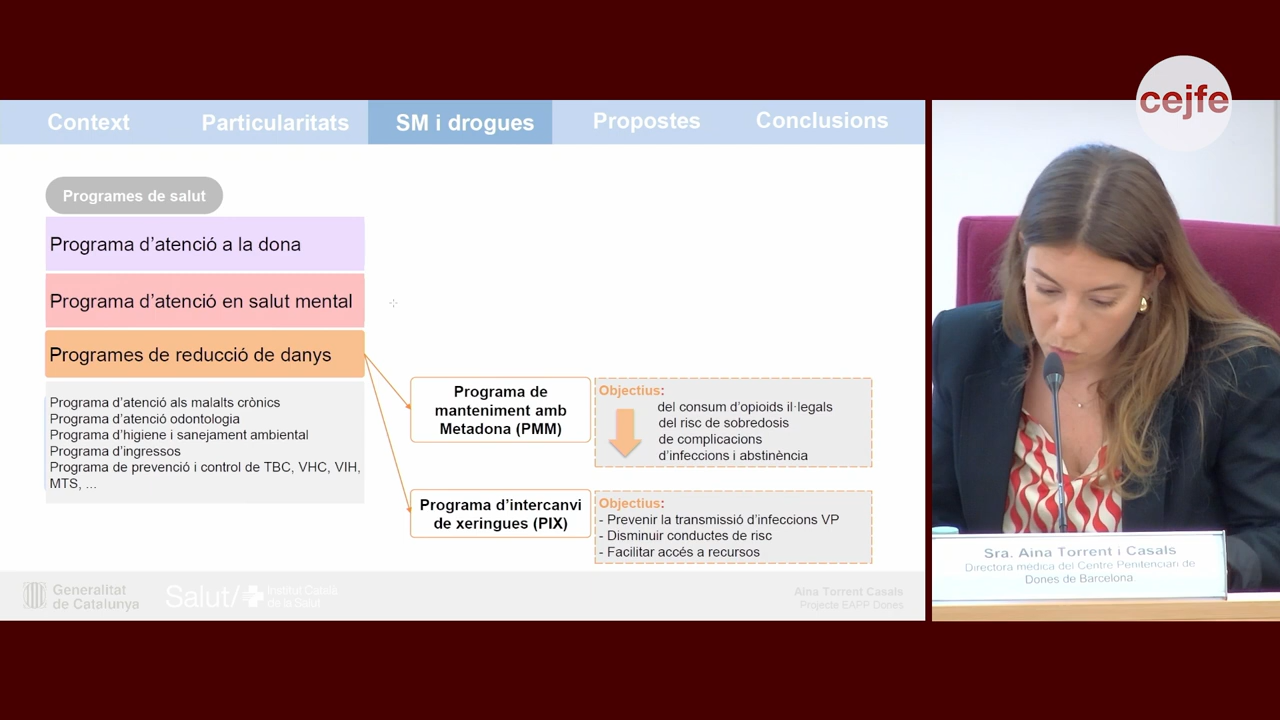 cejfe
Context
Particularitats
SM i drogues
Propostes
Conclusions
Programes de salut
Programa d'atenció a la dona
Programa d'atenció en salut mental
Programes de reducció de danys
Programa d'atenció als malalts crònics
Programa d'atenció odontologia
Programa d'higiene i sanejament ambiental
Programa d'ingressos
Programa de prevenció i control de TBC, VHC, VIH,
MTS, ...
Programa de
manteniment amb
Metadona (PMM)
Objectius:
del consum d'opioids il·legals
del risc de sobredosis
de complicacions
d'infeccions i abstinència
Programa d'intercanvi
de xeringues (PIX)
Objectius:
- Prevenir la transmissió d'infeccions VP
- Disminuir conductes de risc
- Facilitar accés a recursos
Generalitat
de Catalunya
Salut/
Institut Català
de la Salut
Aina Torrent Casals
Projecte EAPP Dones
Sra. Aina Torrent i Casals
Directora mèdica del Centre Penitenciari de
Dones de Barcelona.